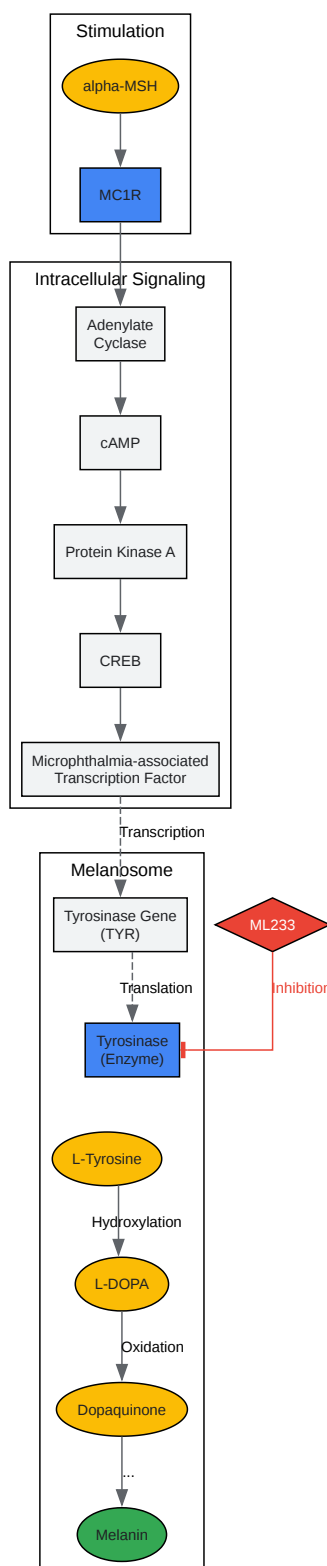 Stimulation
alpha-MSH
MC1R
Intracellular Signaling
Adenylate
Cyclase
cAMP
Protein Kinase A
CREB
Microphthalmia-associated
Transcription Factor
Transcription
Melanosome
Tyrosinase Gene
(TYR)
ML233
Translation
Inhibition
Tyrosinase
(Enzyme)
L-Tyrosine
Hydroxylation
L-DOPA
Oxidation
Dopaquinone
...
Melanin